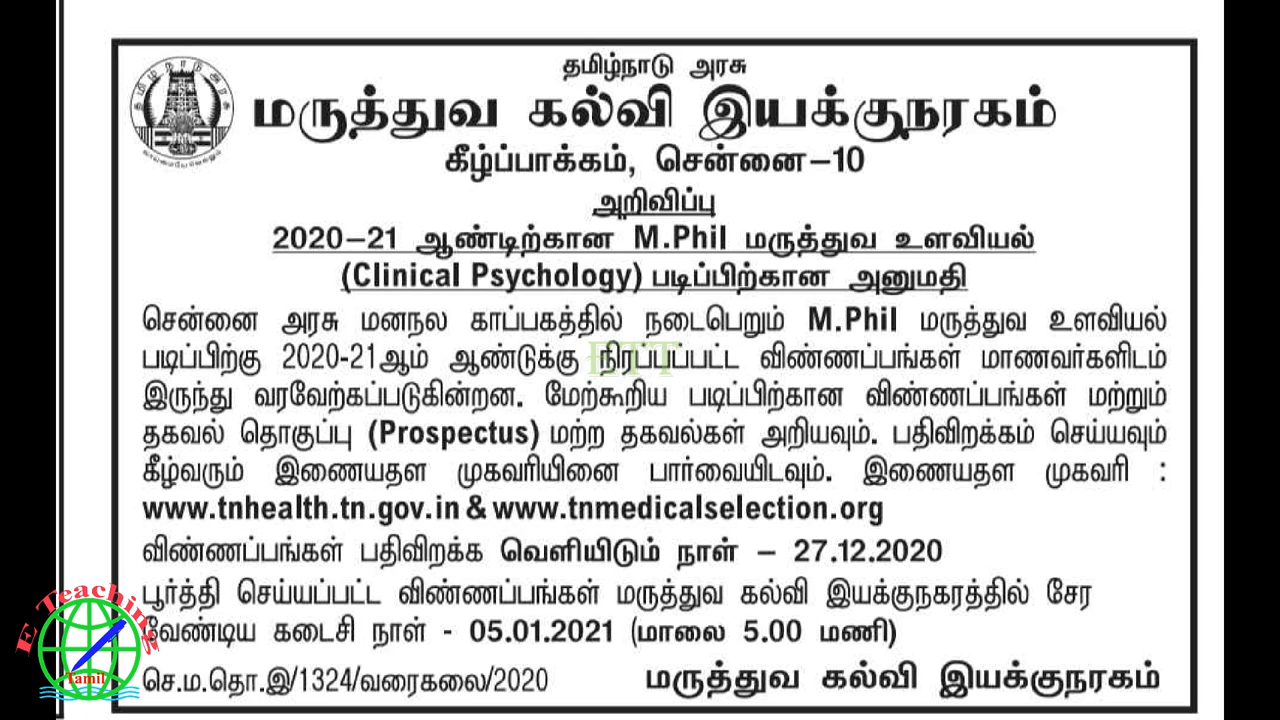 தமிழ்நாடு அரசு
தமிழ்நாடு அரசு
மருத்துவ கல்வி இயக்குநரகம்
கீழ்ப்பாக்கம், சென்னை–10
அறிவிப்பு
2020–21 ஆண்டிற்கான M.Phil மருத்துவ உளவியல்
(Clinical Psychology) படிப்பிற்கான அனுமதி
சென்னை அரசு மனநல காப்பகத்தில் நடைபெறும் M.Phil மருத்துவ உளவியல்
படிப்பிற்கு 2020-21ஆம் ஆண்டுக்கு நிரப்பப்பட்ட விண்ணப்பங்கள் மாணவர்களிடம்
ETT
இருந்து வரவேற்கப்படுகின்றன. மேற்கூறிய படிப்பிற்கான விண்ணப்பங்கள் மற்றும்
தகவல் தொகுப்பு (Prospectus) மற்ற தகவல்கள் அறியவும். பதிவிறக்கம் செய்யவும்
கீழ்வரும் இணையதள முகவரியினை பார்வையிடவும். இணையதள முகவரி :
www.tnhealth.tn.gov.in & www.tnmedicalselection.org
விண்ணப்பங்கள் பதிவிறக்க வெளியிடும் நாள் – 27.12.2020
பூர்த்தி செய்யப்பட்ட விண்ணப்பங்கள் மருத்துவ கல்வி இயக்குநகரத்தில் சேர
வேண்டிய கடைசி நாள் - 05.01.2021 (மாலை 5.00 மணி)
செ.ம.தொ.இ/1324/வரைகலை/2020 மருத்துவ கல்வி இயக்குநரகம்
E Teaching
Tamil